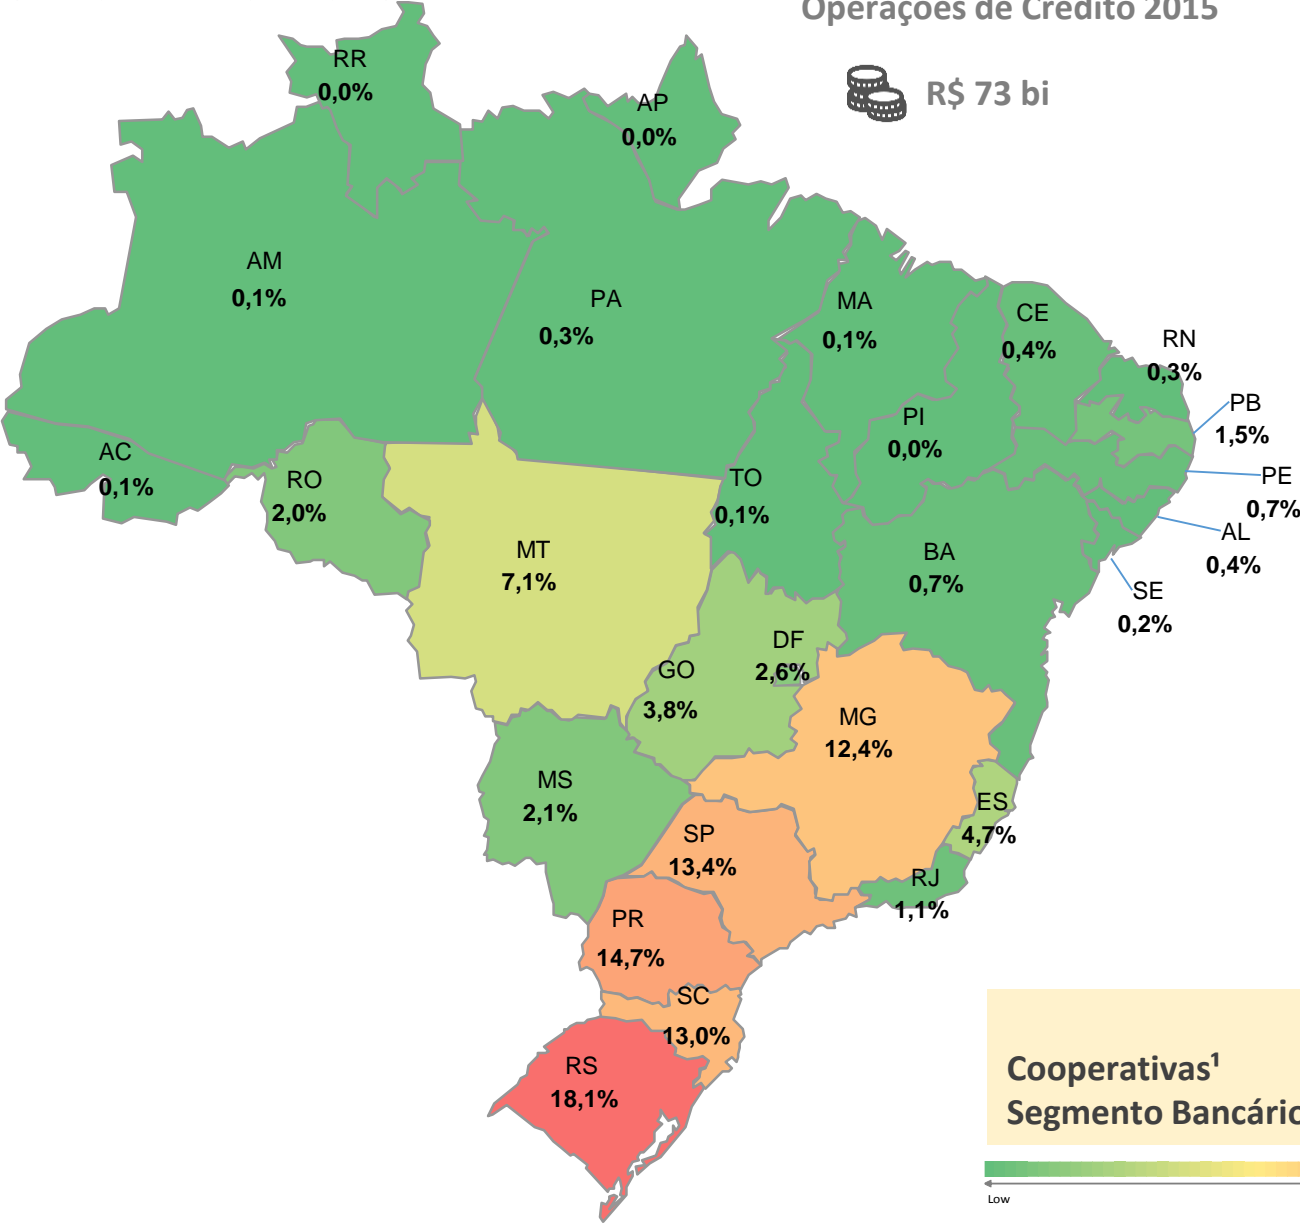 Operações de Crédito 2015
R$ 73 bi
RR
0,0%
AP
0,0%
AM
0,1%
PA
0,3%
MA
0,1%
CE
0,4%
RN
0,3%
PB
1,5%
PI
0,0%
PE
0,7%
AC
0,1%
RO
2,0%
TO
0,1%
AL
0,4%
MT
7,1%
BA
0,7%
SE
0,2%
DF
2,6%
GO
3,8%
MG
12,4%
MS
2,1%
ES
4,7%
SP
13,4%
RJ
1,1%
PR
14,7%
SC
13,0%
RS
18,1%
Cooperativas¹
Segmento Bancário
Low